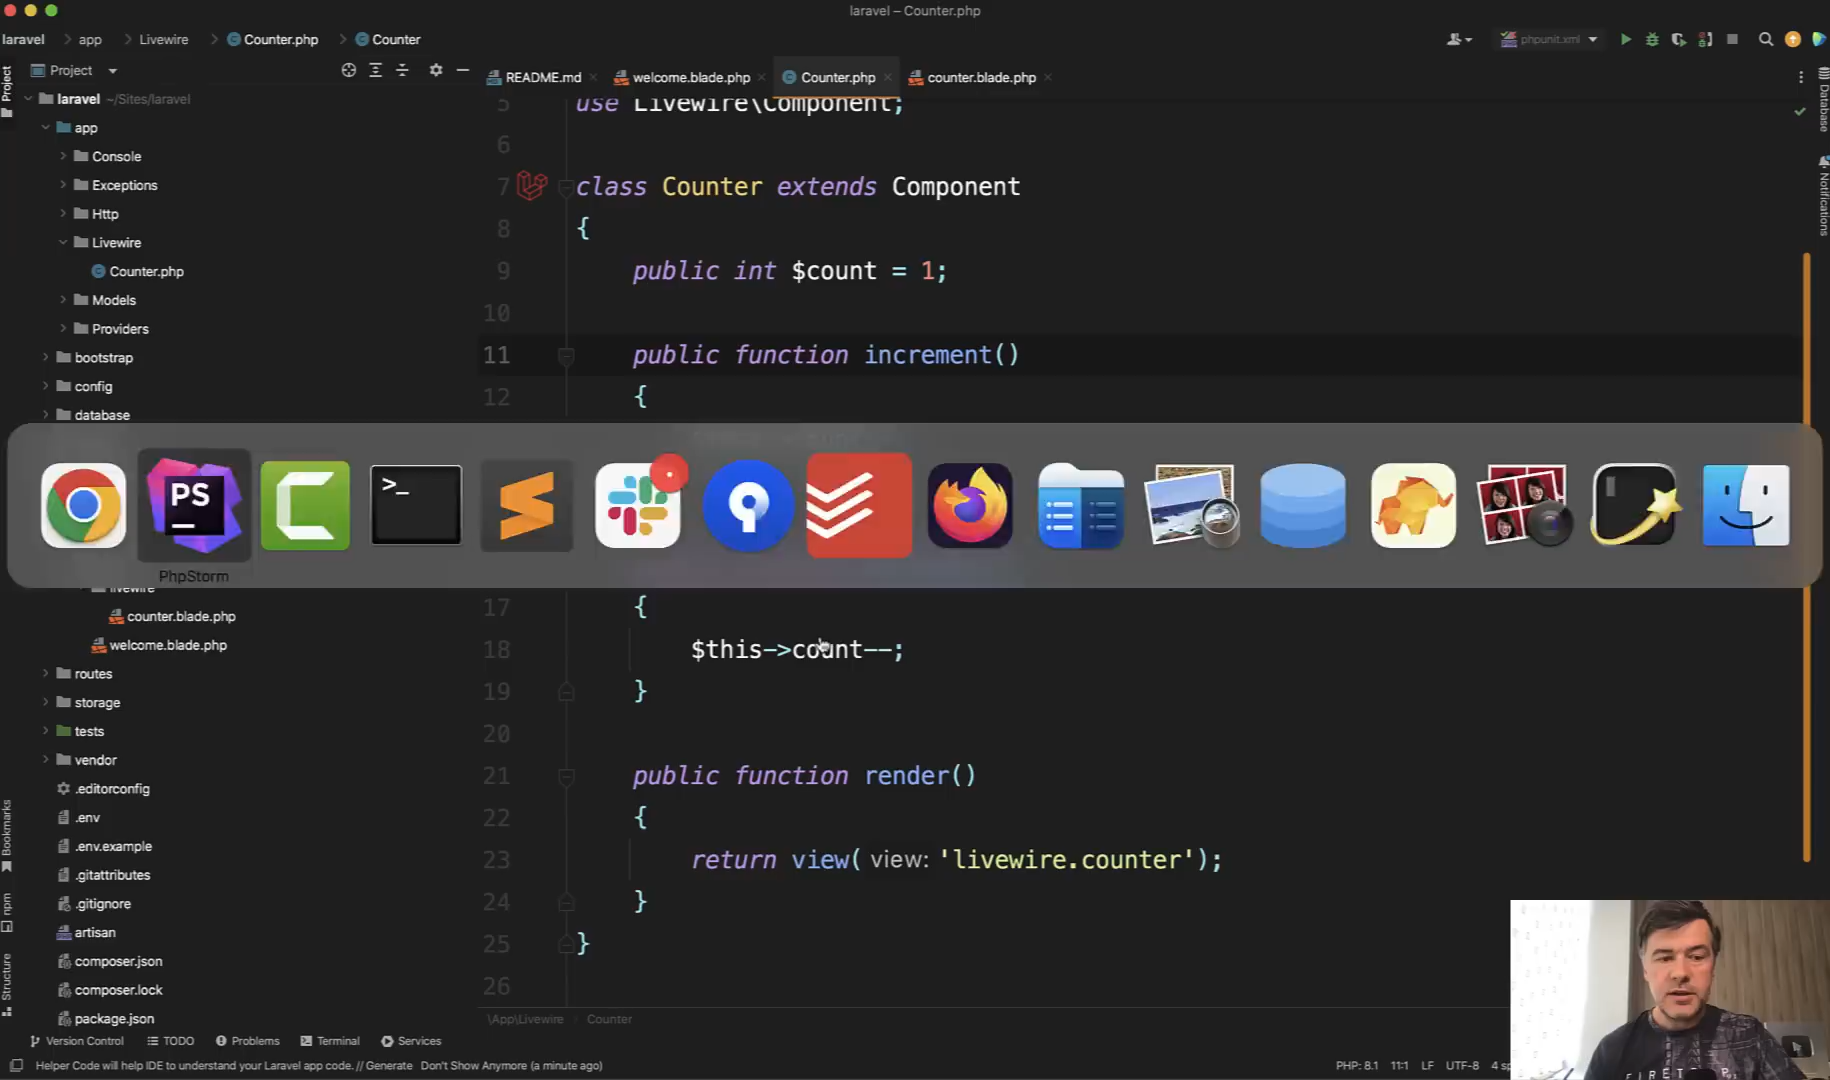 laravel – Counter.php
laravel > app > Livewire > Counter.php > Counter
phpunit.xml
Project
Project
README.md
welcome.blade.php
Counter.php
counter.blade.php
Database
Notifications
laravel ~/Sites/laravel
app
Console
Exceptions
Http
Livewire
Counter.php
Models
Providers
bootstrap
config
database
livewire
counter.blade.php
welcome.blade.php
routes
storage
tests
vendor
.editorconfig
.env
.env.example
.gitattributes
.gitignore
artisan
composer.json
composer.lock
package.json
Bookmarks
npm
Structure
5 use Livewire\Component;
6
7 class Counter extends Component
8 {
9 public int $count = 1;
10
11 public function increment()
12 {
>_
PS
PhpStorm
17 {
18 $this->count--;
19 }
20
21 public function render()
22 {
23 return view( view: 'livewire.counter');
24 }
25 }
26
\App\Livewire > Counter
Version Control
TODO
Problems
Terminal
Services
Helper Code will help IDE to understand your Laravel app code. // Generate Don't Show Anymore (a minute ago)
PHP: 8.1 11:1 LF UTF-8 4